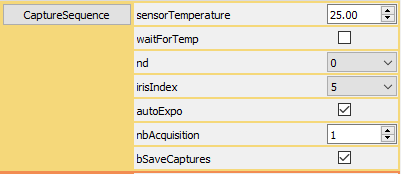 CaptureSequence sensorTemperature 25.00
waitForTemp
nd 0
irisIndex 5
autoExpo
nbAcquisition 1
bSaveCaptures